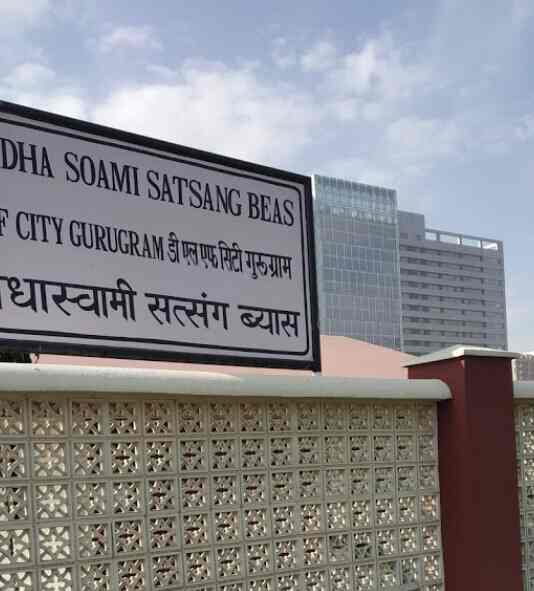 DHA SOAMI SATSANG BEAS
F CITY GURUGRAM डी एल एफ सिटी गुरुग्राम
धास्वामी सत्संग ब्यास